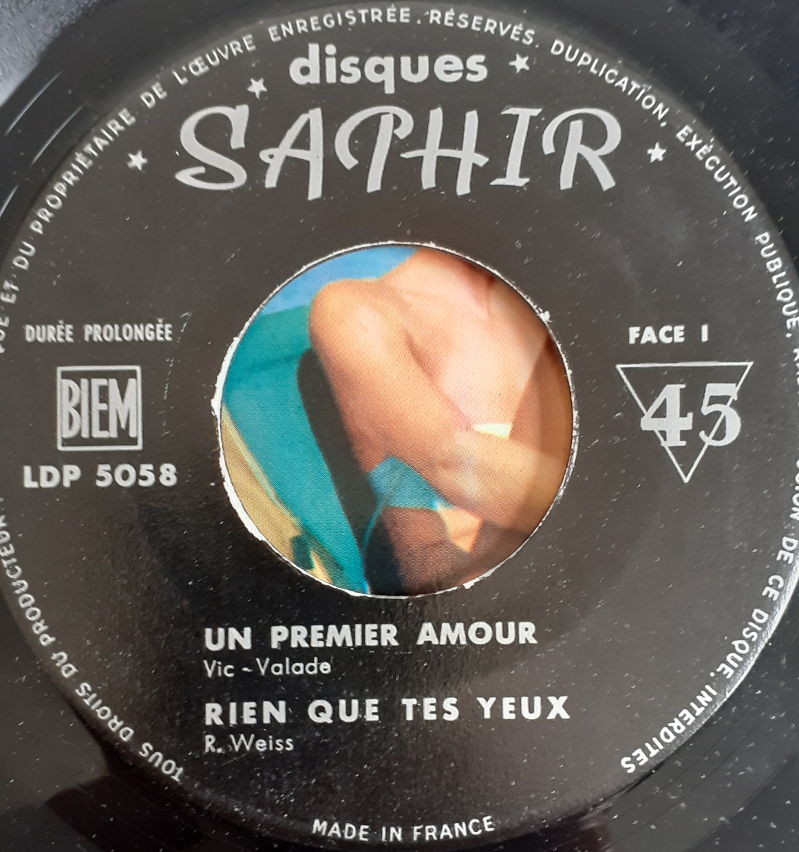 TOUS DROITS DU PRODUCTEUR
ET DU PROPRIÉTAIRE DE L'ŒUVRE ENREGISTRÉE. RÉSERVÉS. DUPLICATION, EXÉCUTION PUBLIQUE,
DE CE DISQUE, INTERDITES
disques
SAPHIR
DURÉE PROLONGÉE
BIEM
LDP 5058
FACE 1
45
UN PREMIER AMOUR
Vic - Valade
RIEN QUE TES YEUX
R. Weiss
MADE IN FRANCE